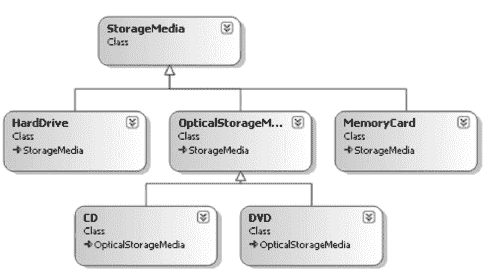 StorageMedia
Class
HardDrive
Class
StorageMedia
OpticalStorageM...
Class
StorageMedia
MemoryCard
Class
StorageMedia
CD
Class
OpticalStorageMedia
DVD
Class
OpticalStorageMedia